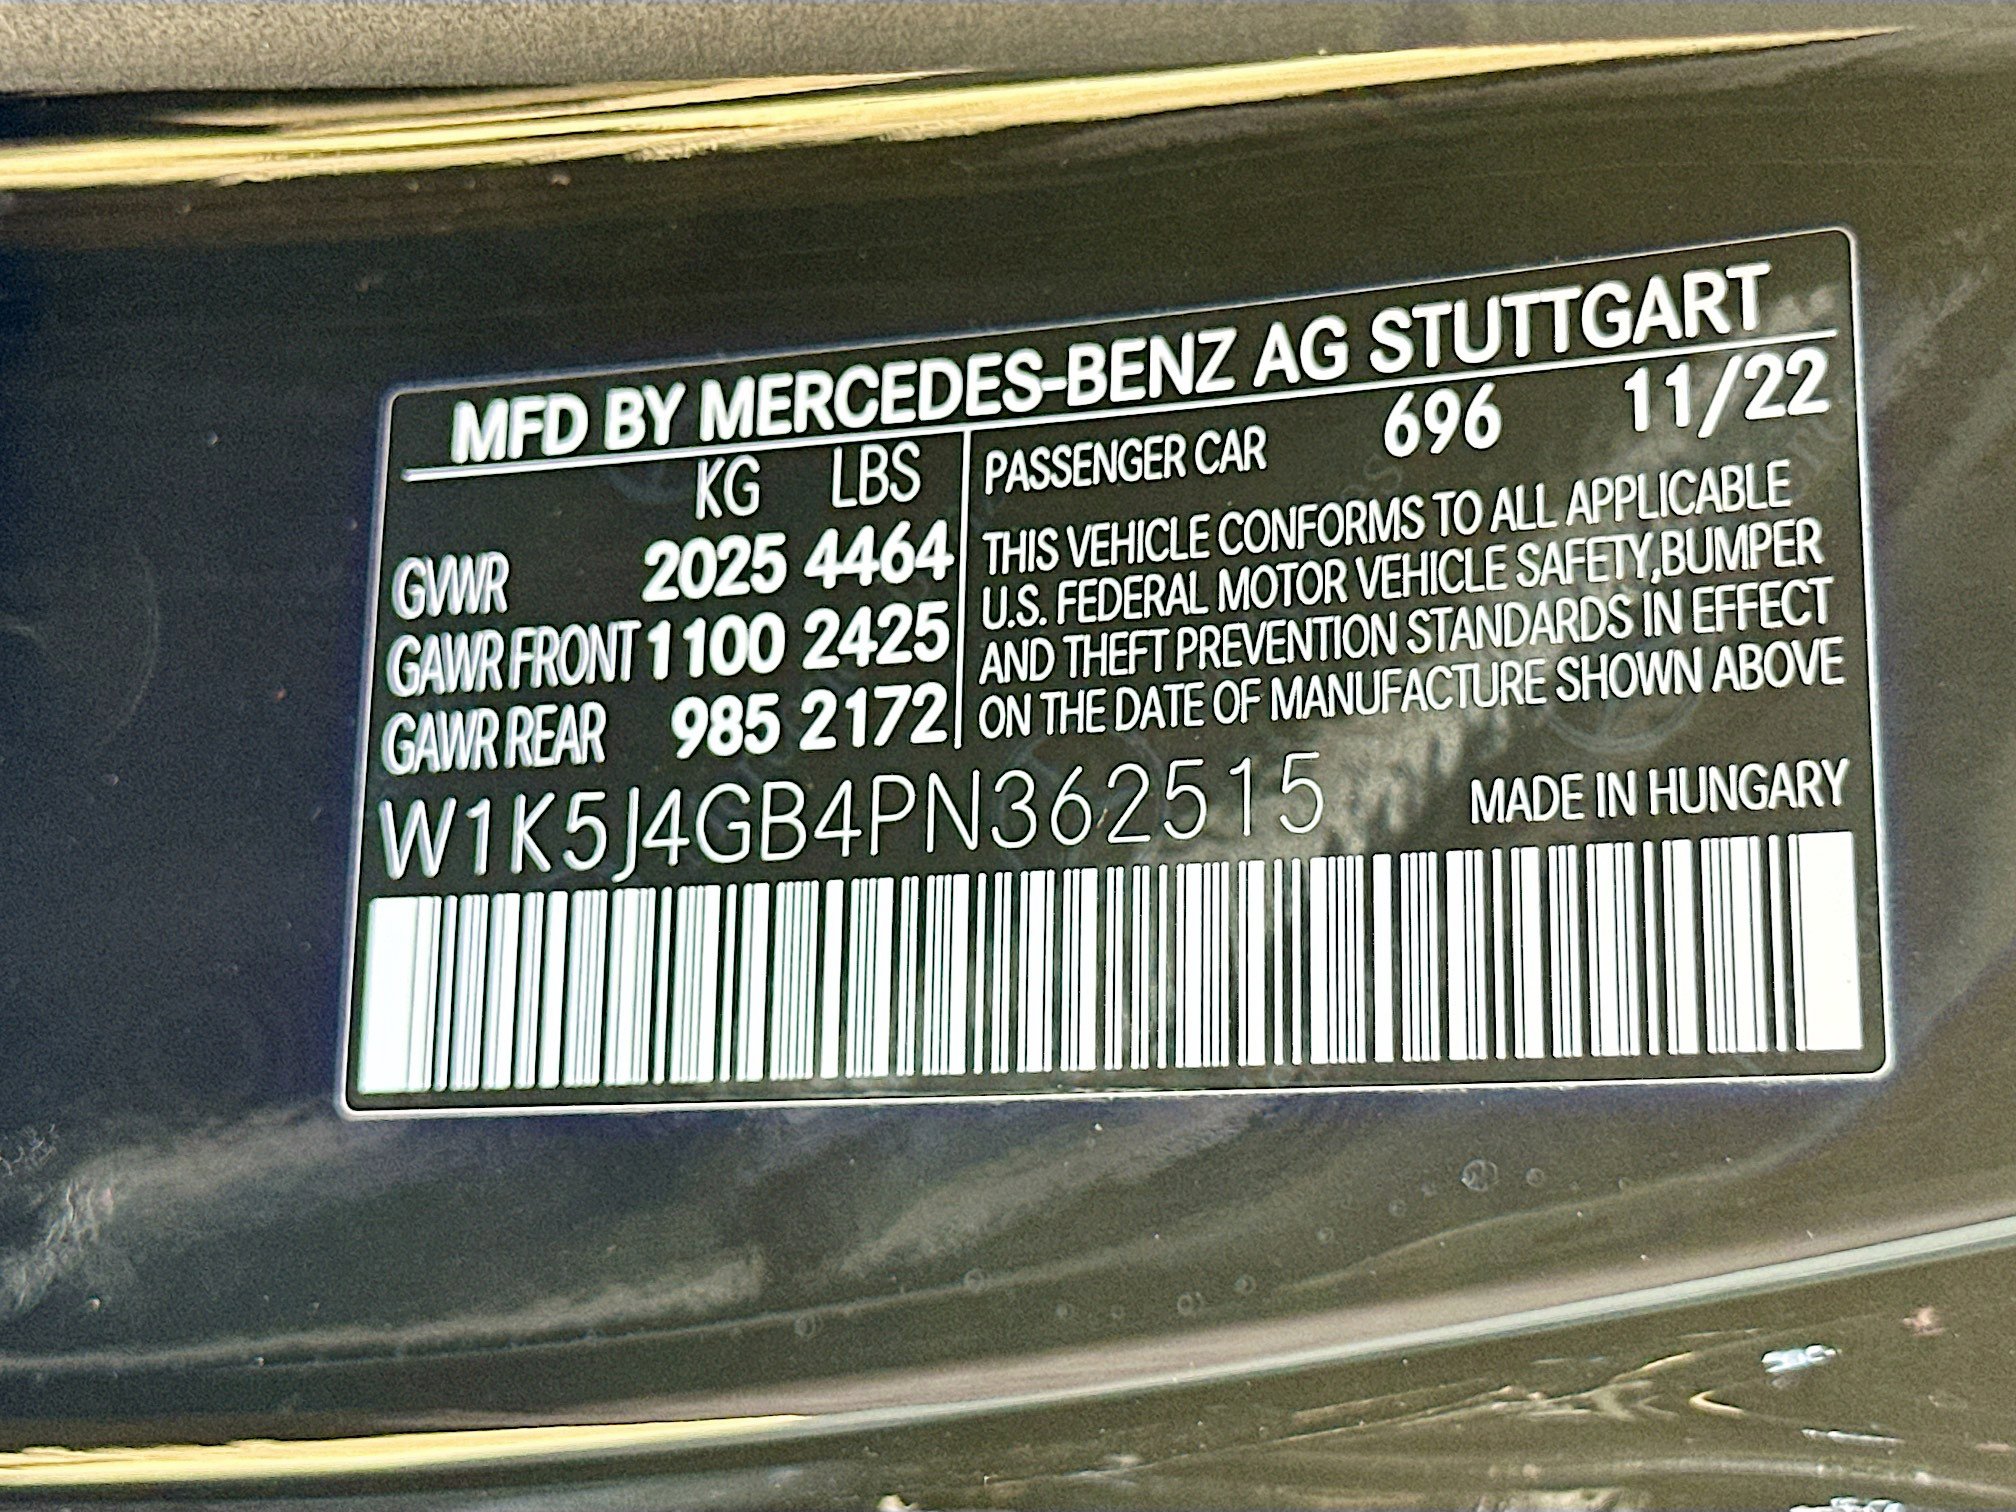 MFD BY MERCEDES-BENZ AG STUTTGART
KG LBS
GVWR 2025 4464
GAWR FRONT 1100 2425
GAWR REAR 985 2172
PASSENGER CAR 696 11/22
THIS VEHICLE CONFORMS TO ALL APPLICABLE
U.S. FEDERAL MOTOR VEHICLE SAFETY,BUMPER
AND THEFT PREVENTION STANDARDS IN EFFECT
ON THE DATE OF MANUFACTURE SHOWN ABOVE
W1K5J4GB4PN362515 MADE IN HUNGARY